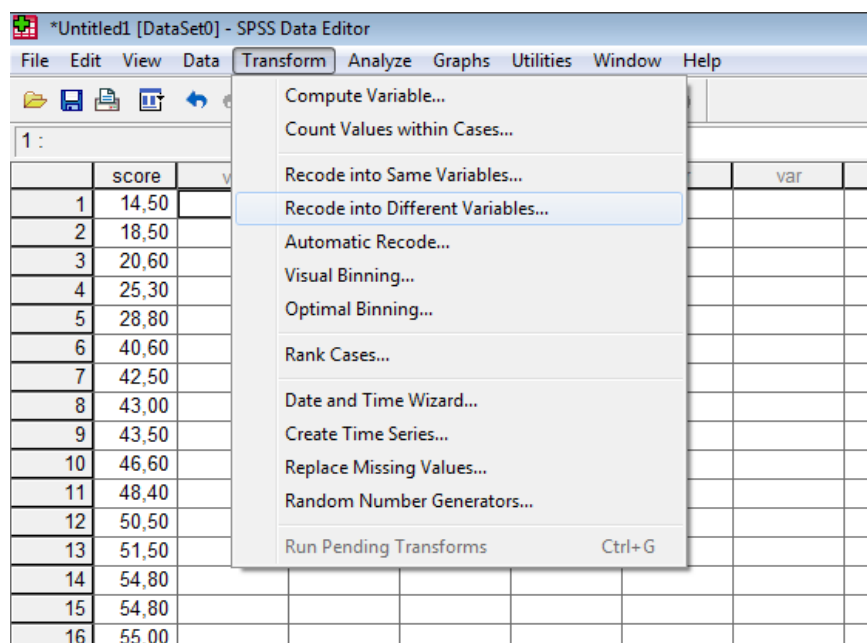 *Untitled1 [DataSet0] - SPSS Data Editor
File Edit View Data Transform Analyze Graphs Utilities Window Help
1 :
Compute Variable...
Count Values within Cases...
Recode into Same Variables...
Recode into Different Variables...
Automatic Recode...
Visual Binning...
Optimal Binning...
Rank Cases...
Date and Time Wizard...
Create Time Series...
Replace Missing Values...
Random Number Generators...
Run Pending Transforms Ctrl+G
score var
1 14,50
2 18,50
3 20,60
4 25,30
5 28,80
6 40,60
7 42,50
8 43,00
9 43,50
10 46,60
11 48,40
12 50,50
13 51,50
14 54,80
15 54,80
16 55,00